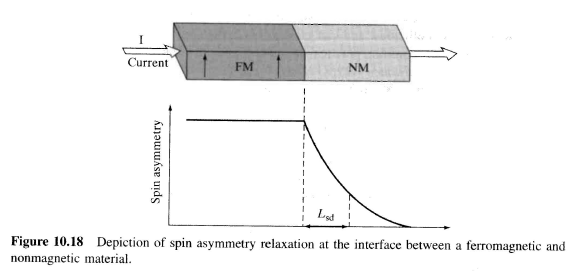 I
Current
FM
NM
Spin asymmetry
Lsd
Figure 10.18 Depiction of spin asymmetry relaxation at the interface between a ferromagnetic and
nonmagnetic material.